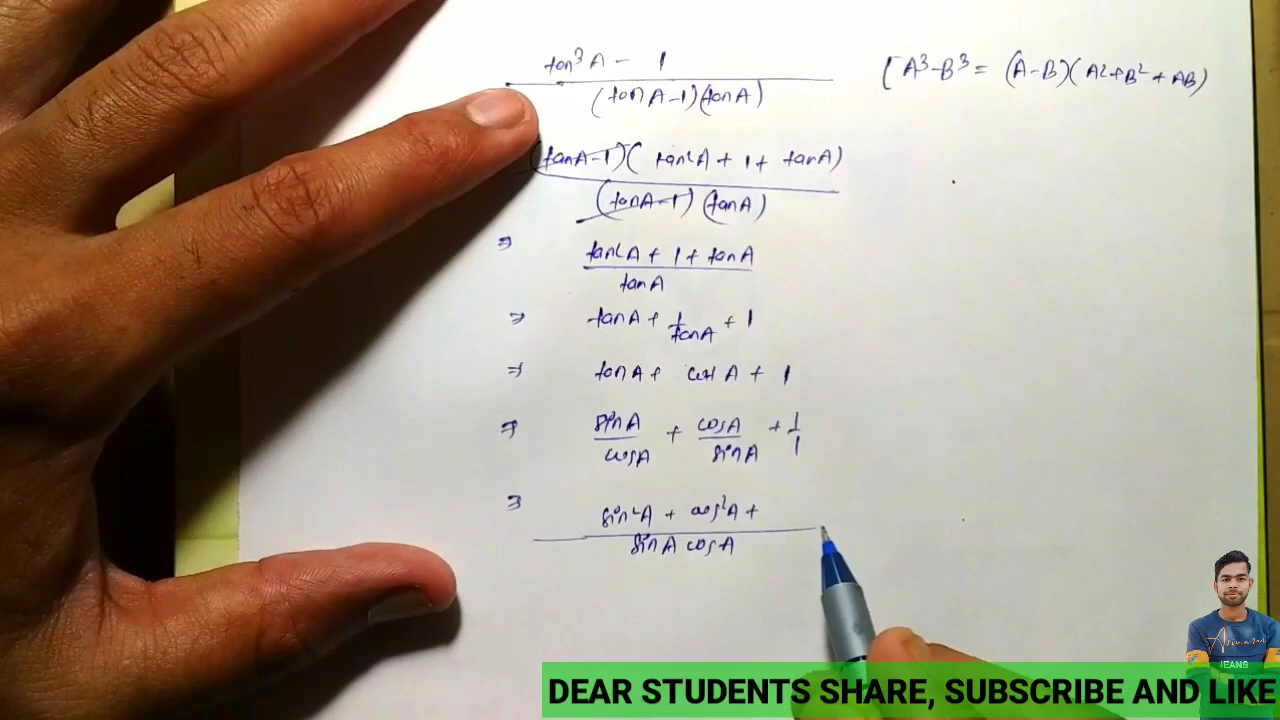 tan³A - 1
(tanA-1)(tanA)
[A³-B³ = (A-B)(A²+B²+AB)
(tanA-1)(tan²A + 1 + tanA)
(tanA-1)(tanA)
⇒ tan²A + 1 + tanA
tanA
⇒ tanA + 1/tanA + 1
⇒ tanA + cotA + 1
⇒ sinA/cosA + cosA/sinA + 1/1
⇒ sin²A + cos²A +
sinA cosA
Armaan
JEANS
DEAR STUDENTS SHARE, SUBSCRIBE AND LIKE